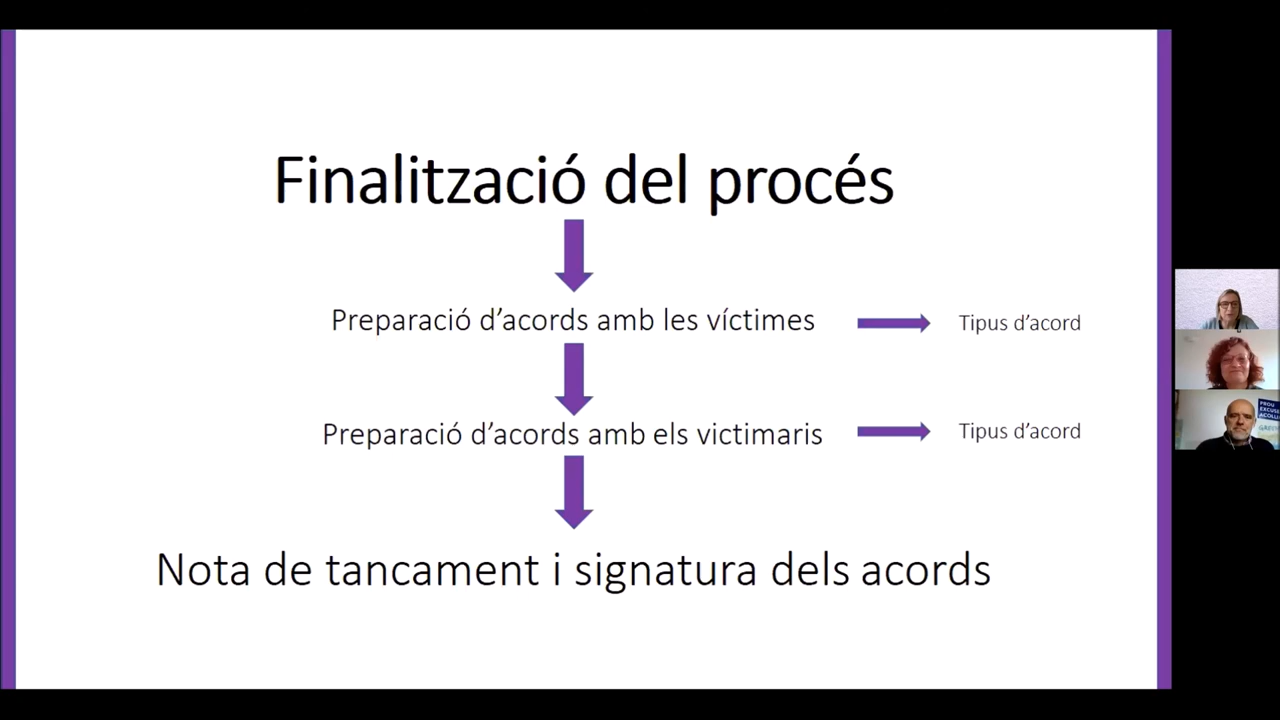 Finalització del procés
Preparació d’acords amb les víctimes
Tipus d’acord
Preparació d’acords amb els victimaris
Tipus d’acord
Nota de tancament i signatura dels acords
PROU